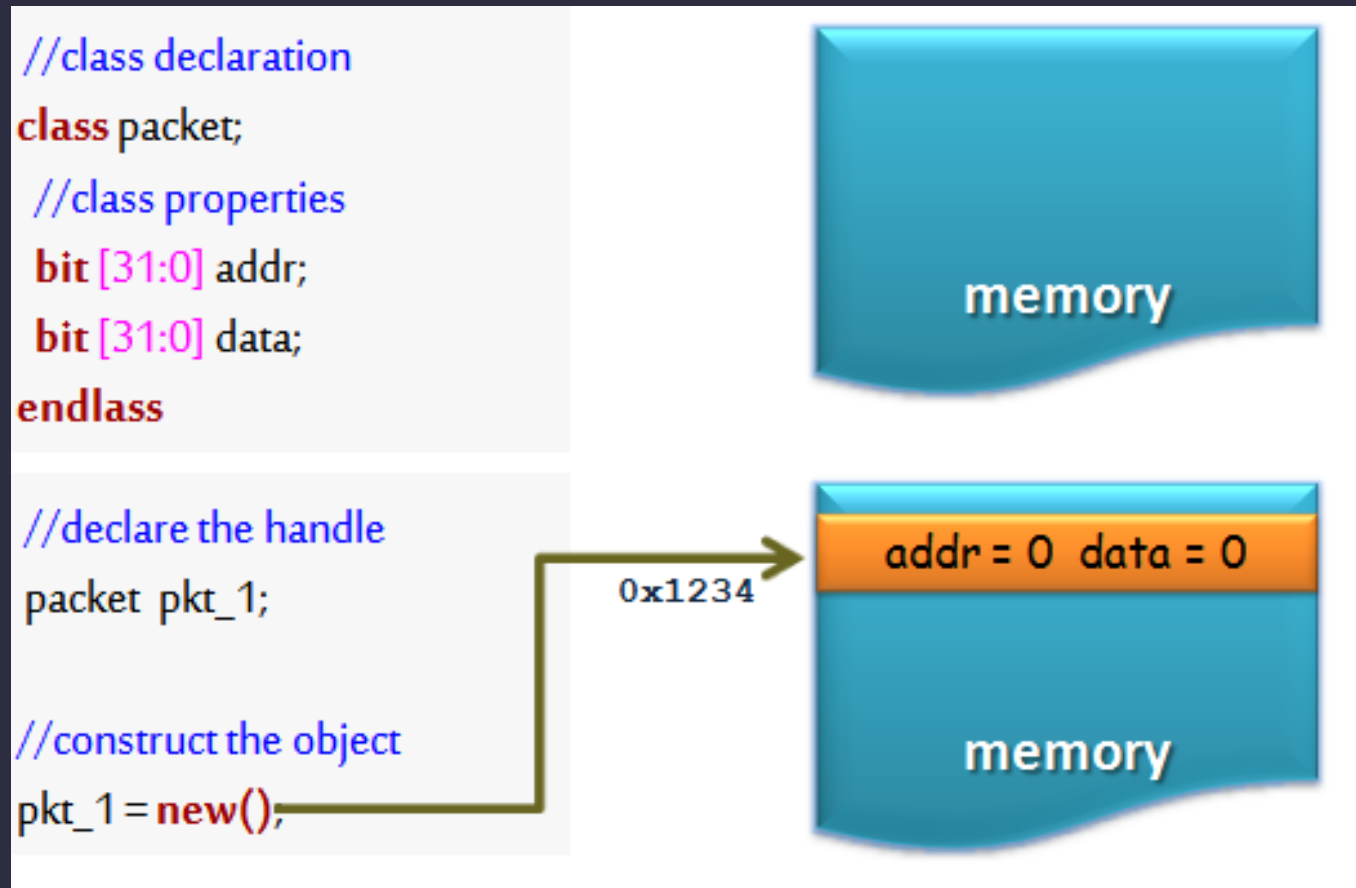 //class declaration
class packet;
//class properties
bit [31:0] addr;
bit [31:0] data;
endlass
memory
//declare the handle
packet pkt_1;
//construct the object
pkt_1 = new();
0x1234
addr = 0 data = 0
memory